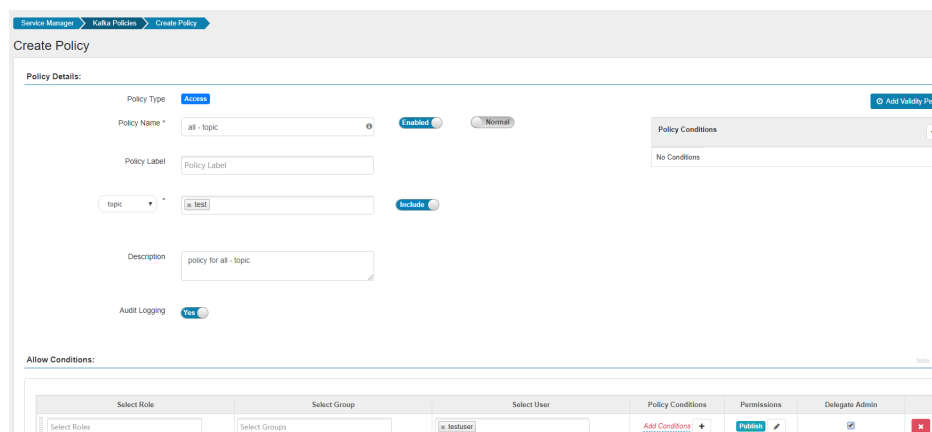 Service Manager Kafka Policies Create Policy
Create Policy
Policy Details:
Policy Type Access
Add Validity Pe
Policy Name * all - topic Enabled Normal
Policy Conditions
No Conditions
Policy Label Policy Label
topic * test Include
Description policy for all - topic
Audit Logging Yes
Allow Conditions:
hide
Select Role Select Group Select User Policy Conditions Permissions Delegate Admin
Select Roles Select Groups testuser Add Conditions + Publish